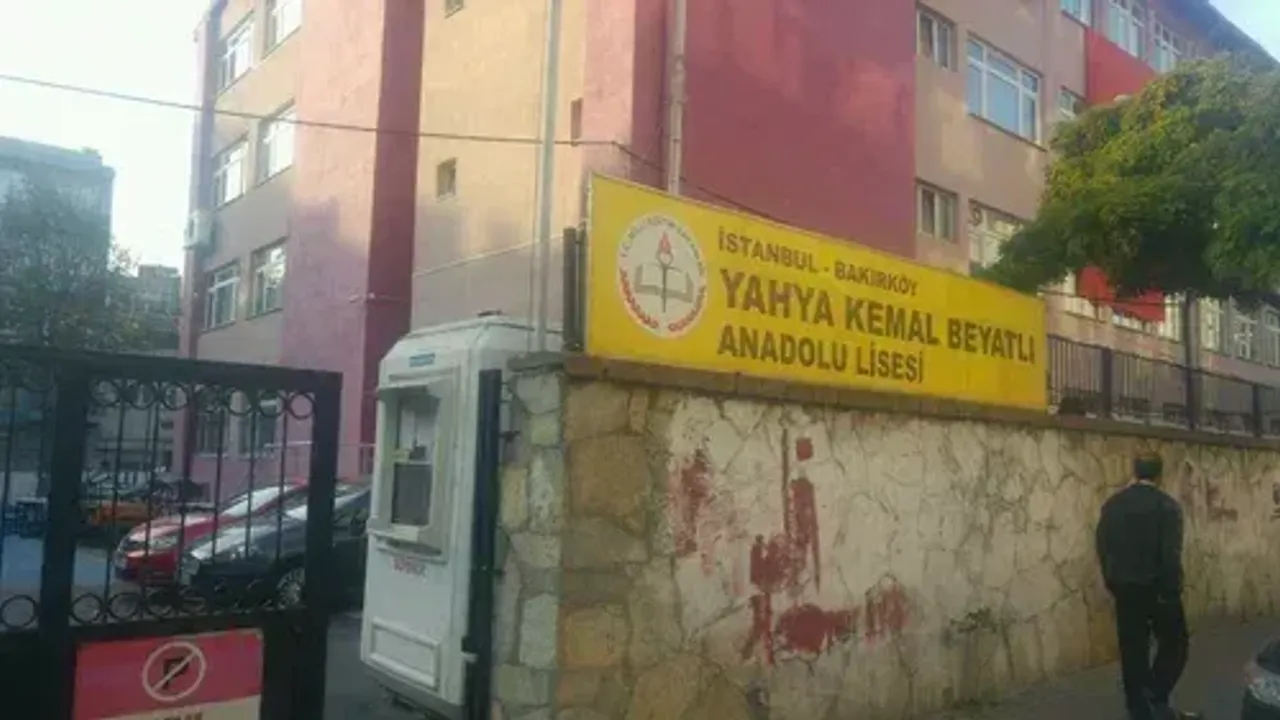 İSTANBUL - BAKIRKÖY
YAHYA KEMAL BEYATLI
ANADOLU LİSESİ